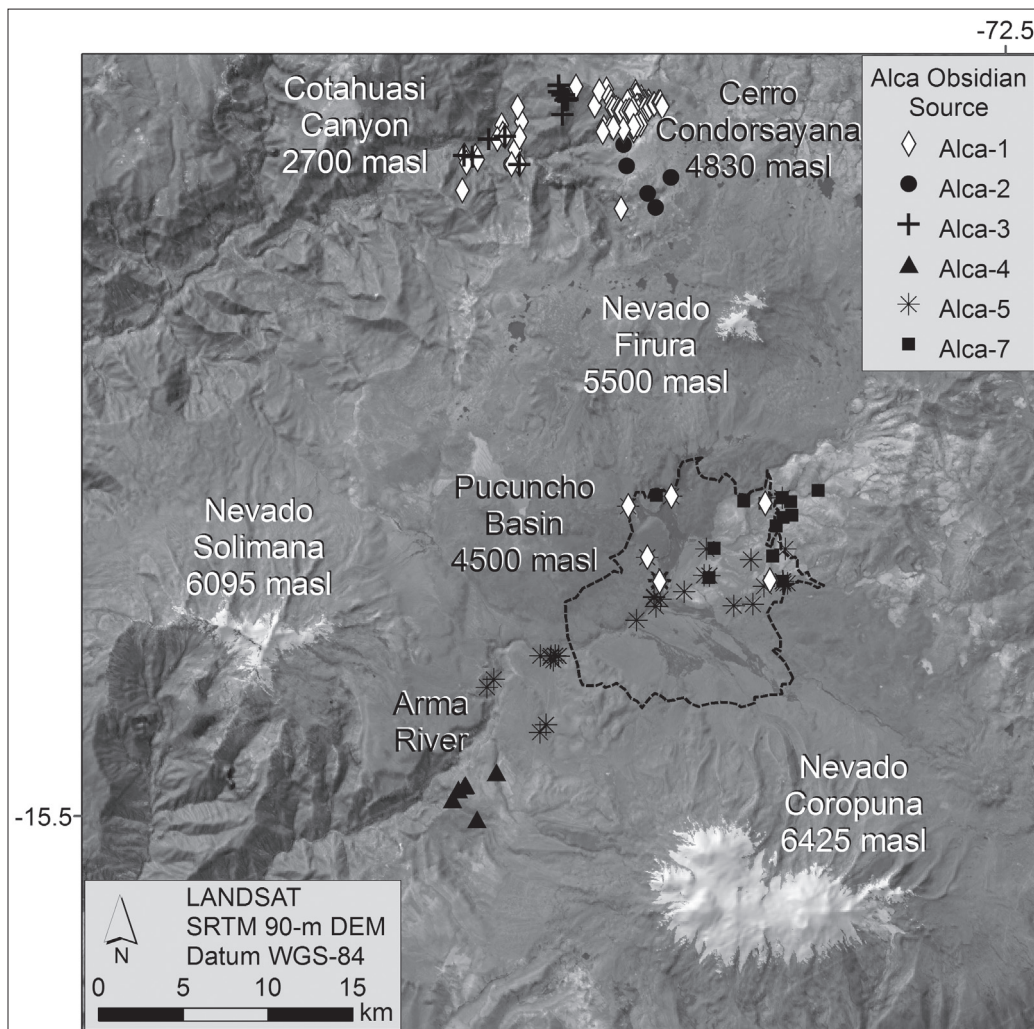 -72.5
Cotahuasi
Canyon
2700 masl
Cerro
Condorsayana
4830 masl
Alca Obsidian
Source
Alca-1
Alca-2
Alca-3
Alca-4
Alca-5
Alca-7
Nevado
Firura
5500 masl
Pucuncho
Basin
4500 masl
Nevado
Solimana
6095 masl
Arma
River
Nevado
Coropuna
6425 masl
-15.5
LANDSAT
SRTM 90-m DEM
Datum WGS-84
N
0 5 10 15
km